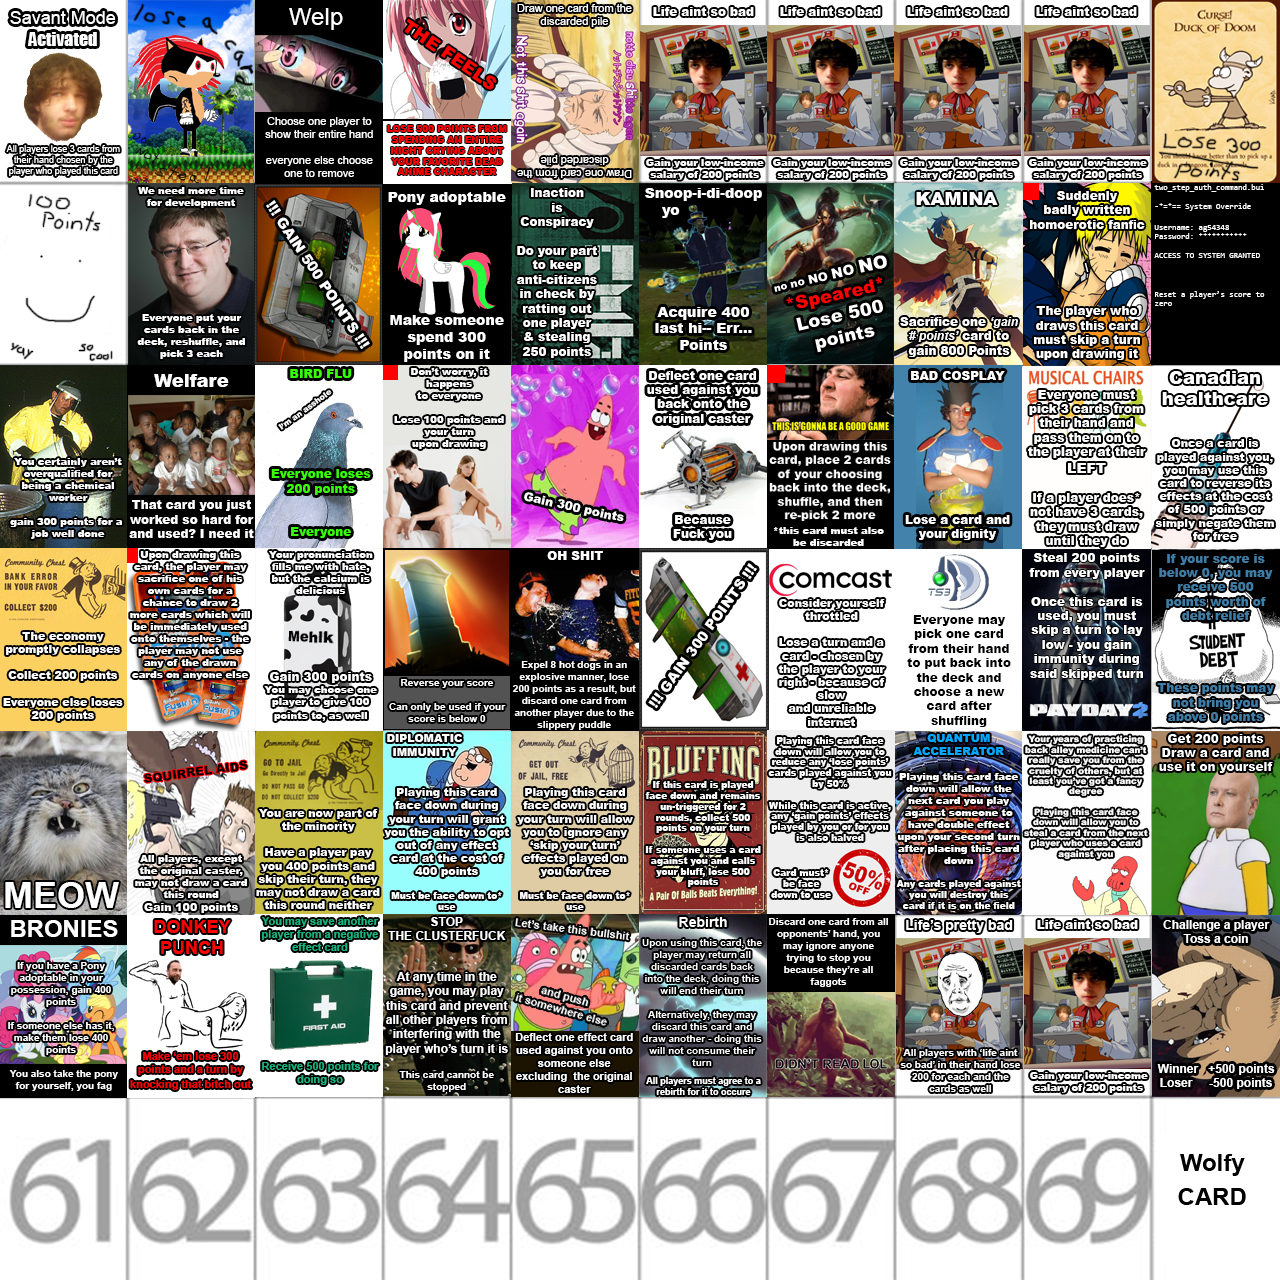 Savant Mode
Activated
All players lose 3 cards from
their hand chosen by the
player who played this card
lose a
card
Welp
Choose one player to
show their entire hand
everyone else choose
one to remove
THE FEELS
LOSE 800 POINTS FROM
SPENDING AN ENTIRE
NIGHT CRYING ABOUT
YOUR FAVORITE DEAD
ANIME CHARACTER
Draw one card from the
discarded pile
Not this shit again
notto disu shitto agen
Draw one card from the
discarded pile
Life aint so bad
Gain your low-income
salary of 200 points
Life aint so bad
Gain your low-income
salary of 200 points
Life aint so bad
Gain your low-income
salary of 200 points
Life aint so bad
Gain your low-income
salary of 200 points
CURSE!
DUCK OF DOOM
Lose 300
Points
100
Points
yay
so
cool
We need more time
for development
Everyone put your
cards back in the
deck, reshuffle, and
pick 3 each
!!! GAIN 500 POINTS !!!
Pony adoptable
Make someone
spend 300
points on it
Inaction
is
Conspiracy
Do your part
to keep
anti-citizens
in check by
ratting out
one player
& stealing
250 points
Snoop-i-di-doop
yo
Acquire 400
last hi– Err...
Points
no no NO NO NO
*Speared*
Lose 500
points
KAMINA
Sacrifice one 'gain
# points' card to
gain 800 Points
Suddenly
badly written
homoerotic fanfic
The player who
draws this card
must skip a turn
upon drawing it
two_step_auth_command.bui
-*=*== System Override
Username: ag54348
Password: ***********
ACCESS TO SYSTEM GRANTED
Reset a player's score to
zero
You certainly aren't
overqualified for
being a chemical
worker
gain 300 points for a
job well done
Welfare
That card you just
worked so hard for
and used? I need it
BIRD FLU
I'm an asshole
Everyone loses
200 points
Everyone
Don't worry, it
happens
to everyone
Lose 100 points and
your turn
upon drawing
Gain 300 points
Deflect one card
used against you
back onto the
original caster
Because
Fuck you
THIS IS GONNA BE A GOOD GAME
Upon drawing this
card, place 2 cards
of your choosing
back into the deck,
shuffle, and then
re-pick 2 more
*this card must also
be discarded
BAD COSPLAY
Lose a card and
your dignity
MUSICAL CHAIRS
Everyone must
pick 3 cards from
their hand and
pass them on to
the player at their
LEFT
If a player does*
not have 3 cards,
they must draw
until they do
Canadian
healthcare
Once a card is
played against you,
you may use this
card to reverse its
effects at the cost
of 500 points or
simply negate them
for free
Community Chest
BANK ERROR
IN YOUR FAVOR
COLLECT $200
The economy
promptly collapses
Collect 200 points
Everyone else loses
200 points
Upon drawing this
card, the player may
sacrifice one of his
own cards for a
chance to draw 2
more cards which will
be immediately used
onto themselves - the
player may not use
any of the drawn
cards on anyone else
Your pronunciation
fills me with hate,
but the calcium is
delicious
Mehlk
Gain 300 points
You may choose one
player to give 100
points to, as well
Reverse your score
Can only be used if your
score is below 0
OH SHIT
Expel 8 hot dogs in an
explosive manner, lose
200 points as a result, but
discard one card from
another player due to the
slippery puddle
!!! GAIN 300 POINTS !!!
comcast
Consider yourself
throttled
Lose a turn and a
card - chosen by
the player to your
right - because of
slow
and unreliable
internet
TS3
Everyone may
pick one card
from their hand
to put back into
the deck and
choose a new
card after
shuffling
Steal 200 points
from every player
Once this card is
used, you must
skip a turn to lay
low - you gain
immunity during
said skipped turn
PAYDAY 2
If your score is
below 0, you may
receive 500
points worth of
debt relief
STUDENT
DEBT
These points may
not bring you
above 0 points
MEOW
SQUIRREL AIDS
All players, except
the original caster,
may not draw a card
this round
Gain 100 points
Community Chest
GO TO JAIL
Go Directly to Jail
DO NOT PASS GO
DO NOT COLLECT $200
You are now part of
the minority
Have a player pay
you 400 points and
skip their turn, they
may not draw a card
this round neither
DIPLOMATIC
IMMUNITY
Playing this card
face down during
your turn will grant
you the ability to opt
out of any effect
card at the cost of
400 points
Must be face down to*
use
Community Chest
GET OUT
OF JAIL, FREE
Playing this card
face down during
your turn will allow
you to ignore any
'skip your turn'
effects played on
you for free
Must be face down to*
use
BLUFFING
If this card is played
face down and remains
un-triggered for 2
rounds, collect 500
points on your turn
If someone uses a card
against you and calls
your bluff, lose 500
points
A Pair Of Balls Beats Everything!
Playing this card face
down will allow you to
reduce any 'lose points'
cards played against you
by 50%
While this card is active,
any 'gain points' effects
played by you or for you
is also halved
Card must*
be face
down to use
50%
OFF
QUANTUM
ACCELERATOR
Playing this card face
down will allow the
next card you play
against someone to
have double effect
upon your second turn
after placing this card
down
Any cards played against
you will destroy this
card if it is on the field
Your years of practicing
back alley medicine can't
really save you from the
cruelty of others, but at
least you've got a fancy
degree
Playing this card face
down will allow you to
steal a card from the next
player who uses a card
against you
Get 200 points
Draw a card and
use it on yourself
BRONIES
If you have a Pony
adoptable in your
possession, gain 400
points
If someone else has it,
make them lose 400
points
You also take the pony
for yourself, you fag
DONKEY
PUNCH
Make 'em lose 300
points and a turn by
knocking that bitch out
You may save another
player from a negative
effect card
FIRST AID
Receive 500 points for
doing so
STOP
THE CLUSTERFUCK
At any time in the
game, you may play
this card and prevent
all other players from
interfering with the
player who's turn it is
This card cannot be
stopped
Let's take this bullshit
and push
it somewhere else
Deflect one effect card
used against you onto
someone else
excluding the original
caster
Rebirth
Upon using this card, the
player may return all
discarded cards back
into the deck, doing this
will end their turn
Alternatively, they may
discard this card and
draw another - doing this
will not consume their
turn
All players must agree to a
rebirth for it to occure
Discard one card from all
opponents' hand, you
may ignore anyone
trying to stop you
because they're all
faggots
DIDN'T READ LOL
Life's pretty bad
All players with 'life aint
so bad' in their hand lose
200 for each and the
cards as well
Life aint so bad
Gain your low-income
salary of 200 points
Challenge a player
Toss a coin
Winner +500 points
Loser -500 points
61
62
63
64
65
66
67
68
69
Wolfy
CARD